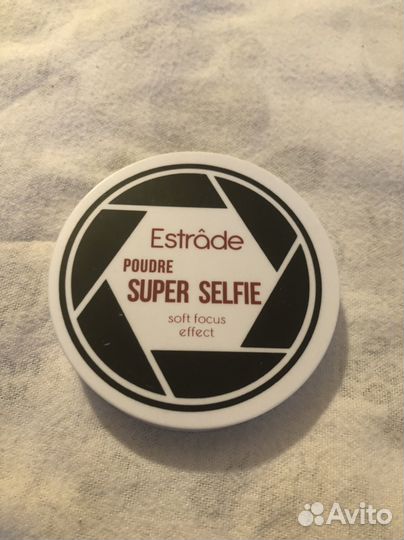 Estrâde
POUDRE
SUPER SELFIE
soft focus
effect
Avito